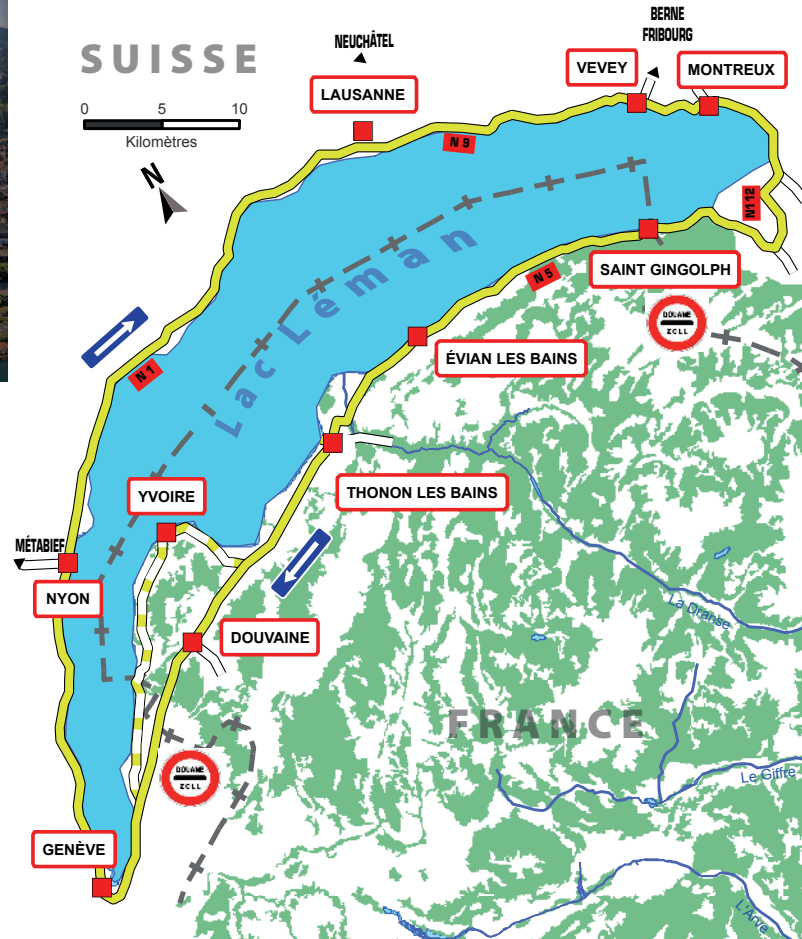 BERNE
FRIBOURG
SUISSE
NEUCHÂTEL
VEVEY
MONTREUX
LAUSANNE
0 5 10
Kilomètres
N
N 9
N112
SAINT GINGOLPH
N 5
DOUANE
ZCLL
Lac Léman
ÉVIAN LES BAINS
N 1
THONON LES BAINS
YVOIRE
MÉTABIEF
NYON
DOUVAINE
La Dranse
FRANCE
DOUANE
ZCLL
Le Giffre
GENÈVE
L'Arve